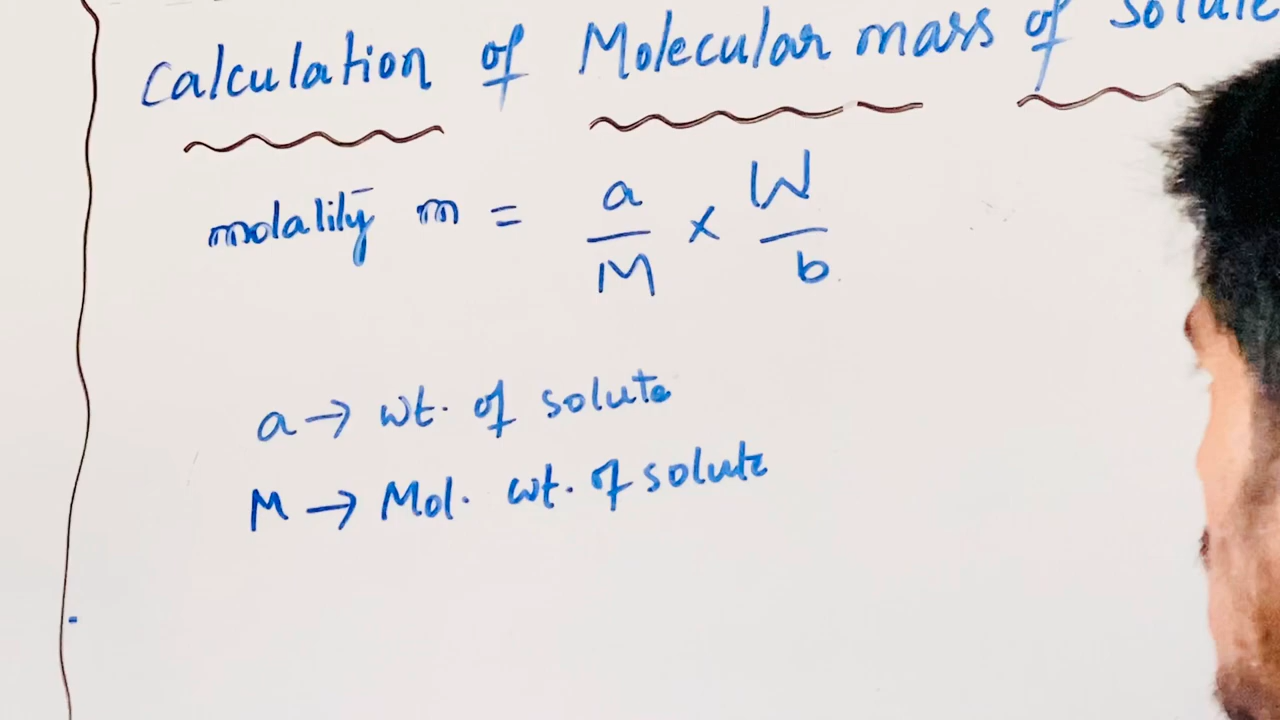 Calculation of Molecular mass of Solute
molality m = a/M × W/b
a → wt. of solute
M → Mol. wt. of solute